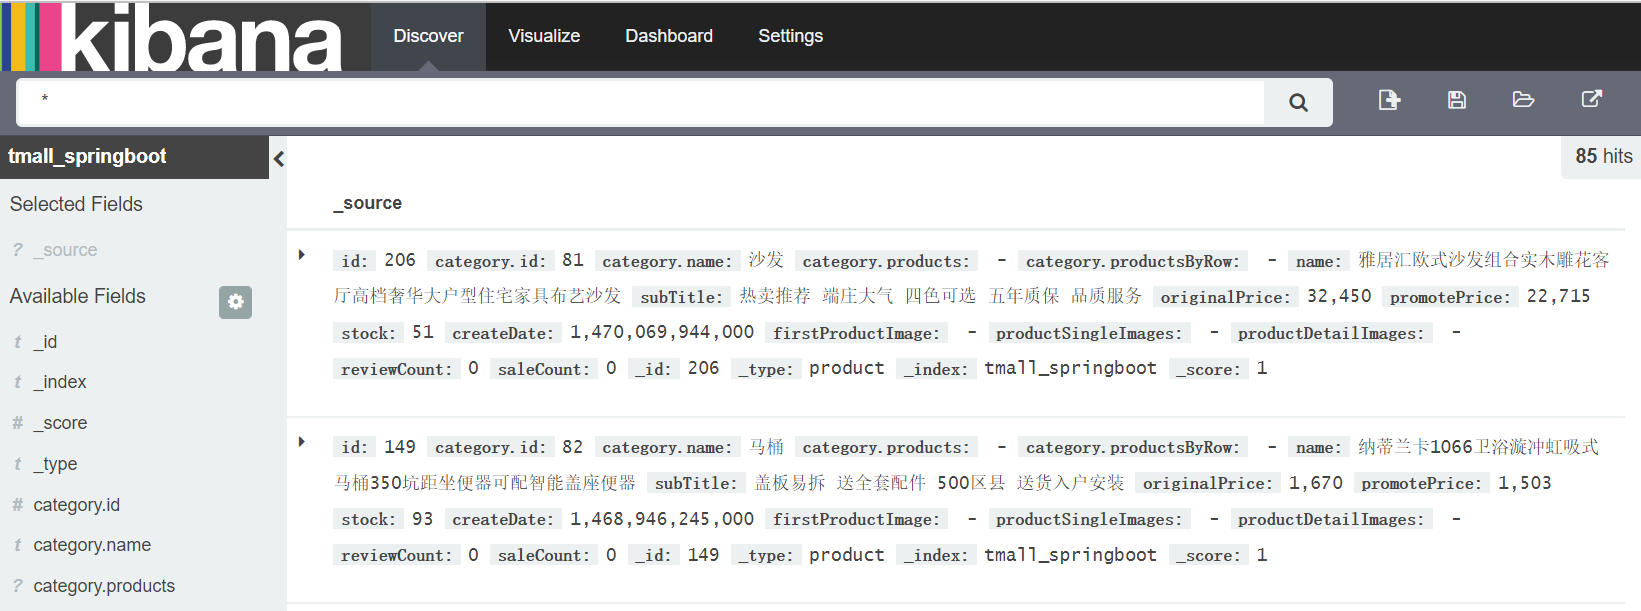 kibana Discover Visualize Dashboard Settings
*
tmall_springboot
85 hits
Selected Fields
? _source
Available Fields
t _id
t _index
# _score
t _type
# category.id
t category.name
? category.products
_source
id: 206 category.id: 81 category.name: 沙发 category.products: - category.productsByRow: - name: 雅居汇欧式沙发组合实木雕花客
厅高档奢华大户型住宅家具布艺沙发 subTitle: 热卖推荐 端庄大气 四色可选 五年质保 品质服务 originalPrice: 32,450 promotePrice: 22,715
stock: 51 createDate: 1,470,069,944,000 firstProductImage: - productSingleImages: - productDetailImages: -
reviewCount: 0 saleCount: 0 _id: 206 _type: product _index: tmall_springboot _score: 1
id: 149 category.id: 82 category.name: 马桶 category.products: - category.productsByRow: - name: 纳蒂兰卡1066卫浴漩冲虹吸式
马桶350坑距坐便器可配智能盖座便器 subTitle: 盖板易拆 送全套配件 500区县 送货入户安装 originalPrice: 1,670 promotePrice: 1,503
stock: 93 createDate: 1,468,946,245,000 firstProductImage: - productSingleImages: - productDetailImages: -
reviewCount: 0 saleCount: 0 _id: 149 _type: product _index: tmall_springboot _score: 1